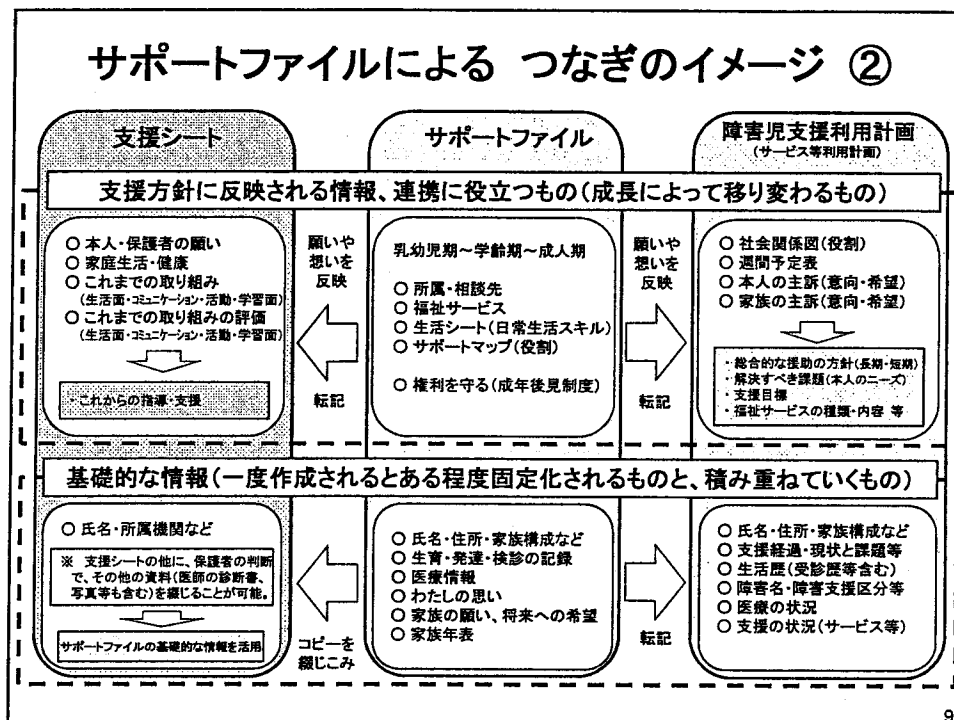 サポートファイルによる つなぎのイメージ ②
支援シート
サポートファイル
障害児支援利用計画
(サービス等利用計画)
支援方針に反映される情報、連携に役立つもの(成長によって移り変わるもの)
○ 本人・保護者の願い
○ 家庭生活・健康
○ これまでの取り組み
(生活面・コミュニケーション・活動・学習面)
○ これまでの取り組みの評価
(生活面・コミュニケーション・活動・学習面)
・これからの指導・支援
願いや
想いを
反映
転記
乳幼児期~学齢期~成人期
○ 所属・相談先
○ 福祉サービス
○ 生活シート(日常生活スキル)
○ サポートマップ(役割)
○ 権利を守る(成年後見制度)
願いや
想いを
反映
転記
○ 社会関係図(役割)
○ 週間予定表
○ 本人の主訴(意向・希望)
○ 家族の主訴(意向・希望)
・総合的な援助の方針(長期・短期)
・解決すべき課題(本人のニーズ)
・支援目標
・福祉サービスの種類・内容 等
基礎的な情報(一度作成されるとある程度固定化されるものと、積み重ねていくもの)
○ 氏名・所属機関など
※ 支援シートの他に、保護者の判断
で、その他の資料(医師の診断書、
写真等も含む)を綴じることが可能。
サポートファイルの基礎的な情報を活用
コピーを
綴じこみ
○ 氏名・住所・家族構成など
○ 生育・発達・検診の記録
○ 医療情報
○ わたしの思い
○ 家族の願い、将来への希望
○ 家族年表
転記
○ 氏名・住所・家族構成など
○ 支援経過・現状と課題等
○ 生活歴(受診歴等含む)
○ 障害名・障害支援区分等
○ 医療の状況
○ 支援の状況(サービス等)
9